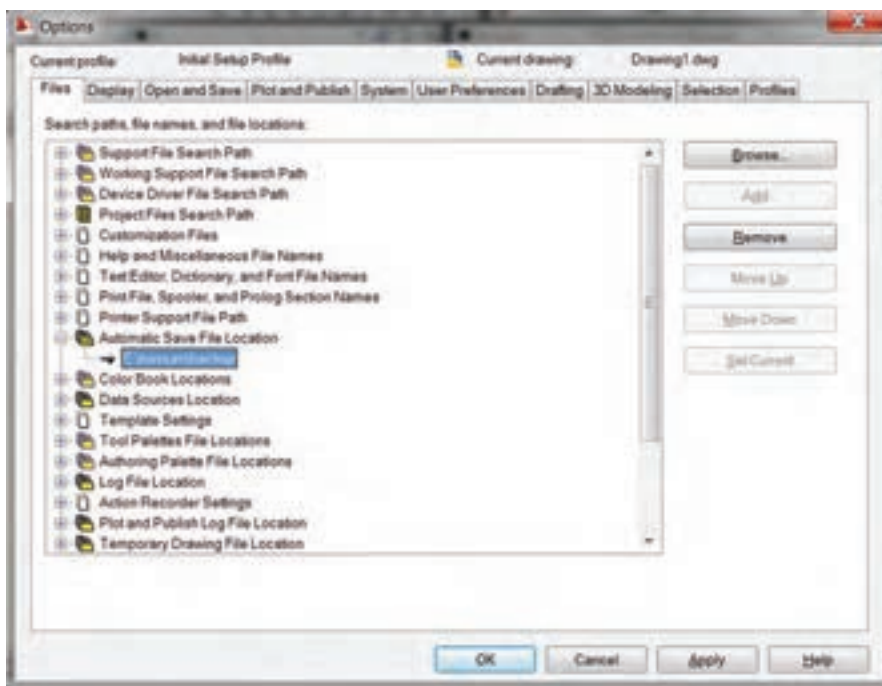 Options
Current profile: Initial Setup Profile Current drawing: Drawing1.dwg
Files Display Open and Save Plot and Publish System User Preferences Drafting 3D Modeling Selection Profiles
Search paths, file names, and file locations:
Support File Search Path
Working Support File Search Path
Device Driver File Search Path
Project Files Search Path
Customization Files
Help and Miscellaneous File Names
Text Editor, Dictionary, and Font File Names
Print File, Spooler, and Prolog Section Names
Printer Support File Path
Automatic Save File Location
Color Book Locations
Data Sources Location
Template Settings
Tool Palettes File Locations
Authoring Palette File Locations
Log File Location
Action Recorder Settings
Plot and Publish Log File Location
Temporary Drawing File Location
Browse...
Add
Remove
Move Up
Move Down
Set Current
OK Cancel Apply Help